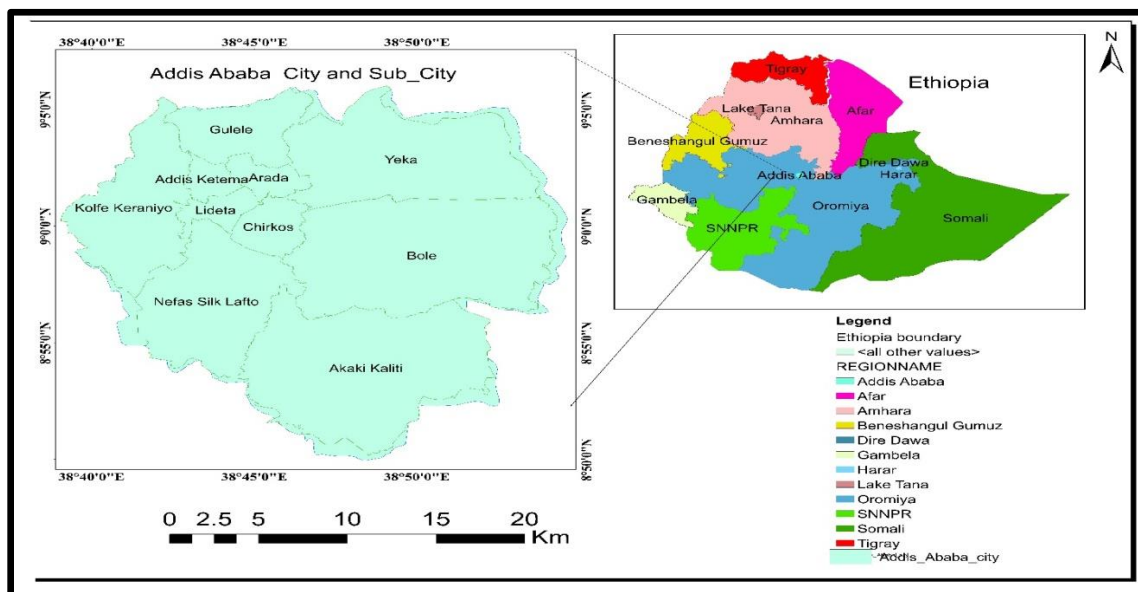 38°40'0"E 38°45'0"E 38°50'0"E
Addis Ababa City and Sub_City
9°5'0"N
9°0'0"N
8°55'0"N
Gulele
Yeka
Addis Ketema
Arada
Kolfe Keraniyo
Lideta
Chirkos
Bole
Nefas Silk Lafto
Akaki Kaliti
9°5'0"N
9°0'0"N
8°55'0"N
8°50'0"N
38°40'0"E 38°45'0"E 38°50'0"E
0 2.5 5 10 15 20
Km
N
Ethiopia
Tigray
Lake Tana
Amhara
Afar
Beneshangul Gumuz
Dire Dawa
Harar
Addis Ababa
Gambela
Oromiya
Somali
SNNPR
Legend
Ethiopia boundary
<all other values>
REGIONNAME
Addis Ababa
Afar
Amhara
Beneshangul Gumuz
Dire Dawa
Gambela
Harar
Lake Tana
Oromiya
SNNPR
Somali
Tigray
Addis_Ababa_city